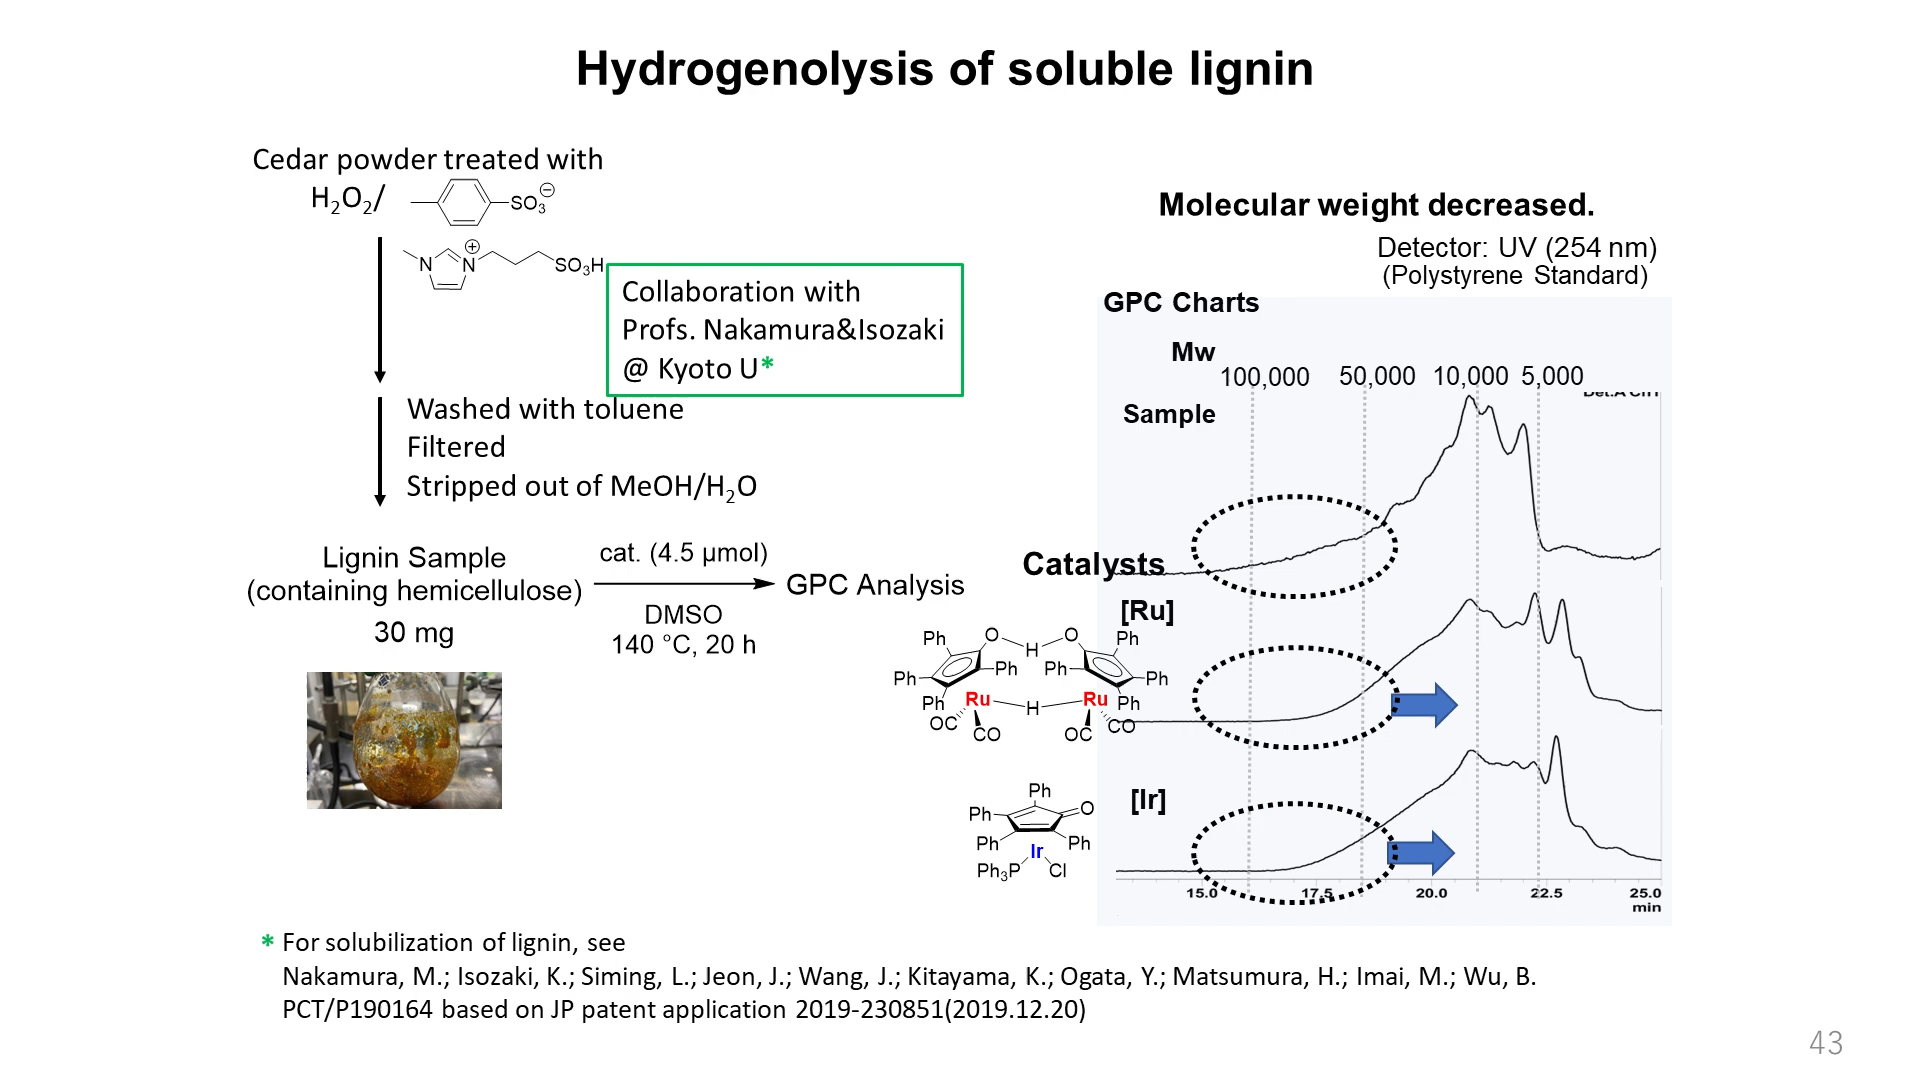 Hydrogenolysis of soluble lignin
Cedar powder treated with
H2O2/
SO3⊖
N
N⊕
SO3H
Collaboration with
Profs. Nakamura&Isozaki
@ Kyoto U*
Washed with toluene
Filtered
Stripped out of MeOH/H2O
Lignin Sample
(containing hemicellulose)
30 mg
cat. (4.5 μmol)
DMSO
140 °C, 20 h
GPC Analysis
Molecular weight decreased.
Detector: UV (254 nm)
(Polystyrene Standard)
GPC Charts
Mw
100,000 50,000 10,000 5,000
Sample
Catalysts
[Ru]
Ph O H O Ph
Ph Ph Ph Ph
Ph Ru H Ru Ph
OC CO OC CO
[Ir]
Ph
Ph O
Ph Ph
Ir
Ph3P Cl
15.0 17.5 20.0 22.5 25.0
min
* For solubilization of lignin, see
Nakamura, M.; Isozaki, K.; Siming, L.; Jeon, J.; Wang, J.; Kitayama, K.; Ogata, Y.; Matsumura, H.; Imai, M.; Wu, B.
PCT/P190164 based on JP patent application 2019-230851(2019.12.20)
43